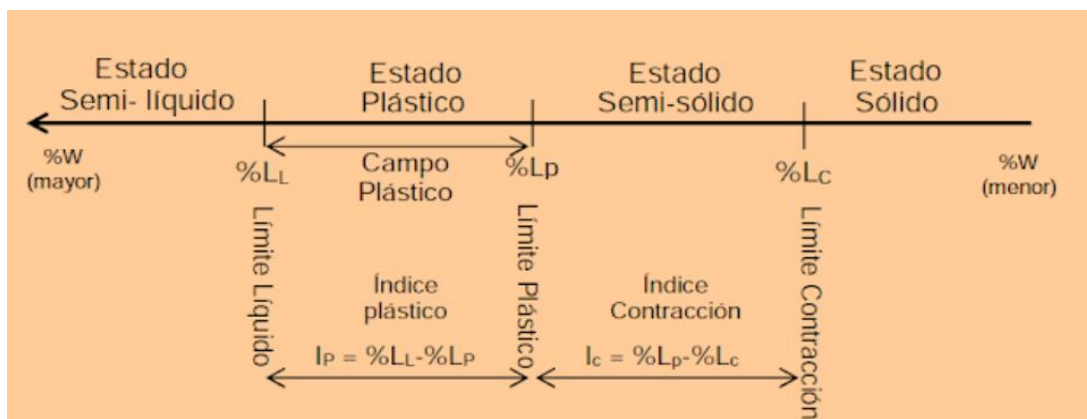 Estado
Semi- líquido
Estado
Plástico
Estado
Semi-sólido
Estado
Sólido
%W
(mayor)
%LL
Campo
Plástico
%Lp
%LC
%W
(menor)
Límite Líquido
Índice
plástico
IP = %LL-%LP
Límite Plástico
Índice
Contracción
Ic = %Lp-%Lc
Límite Contracción